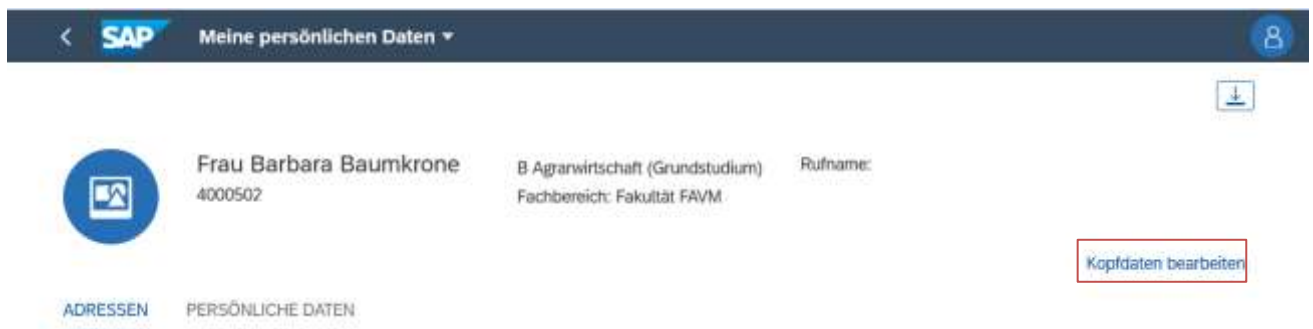 SAP Meine persönlichen Daten
Frau Barbara Baumkrone
4000502
B Agrarwirtschaft (Grundstudium)
Fachbereich: Fakultät FAVM
Rufname:
Kopfdaten bearbeiten
ADRESSEN PERSÖNLICHE DATEN